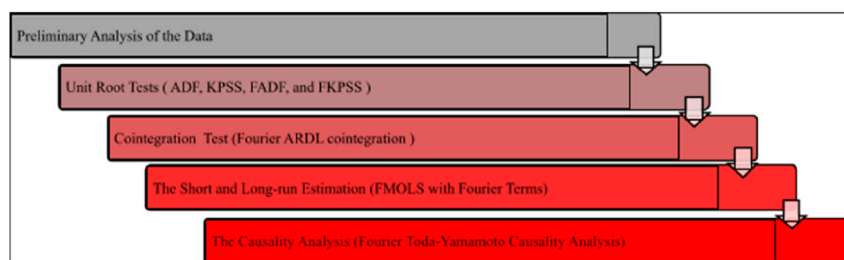 Preliminary Analysis of the Data
Unit Root Tests ( ADF, KPSS, FADF, and FKPSS )
Cointegration Test (Fourier ARDL cointegration )
The Short and Long-run Estimation (FMOLS with Fourier Terms)
The Causality Analysis (Fourier Toda-Yamamoto Causality Analysis)